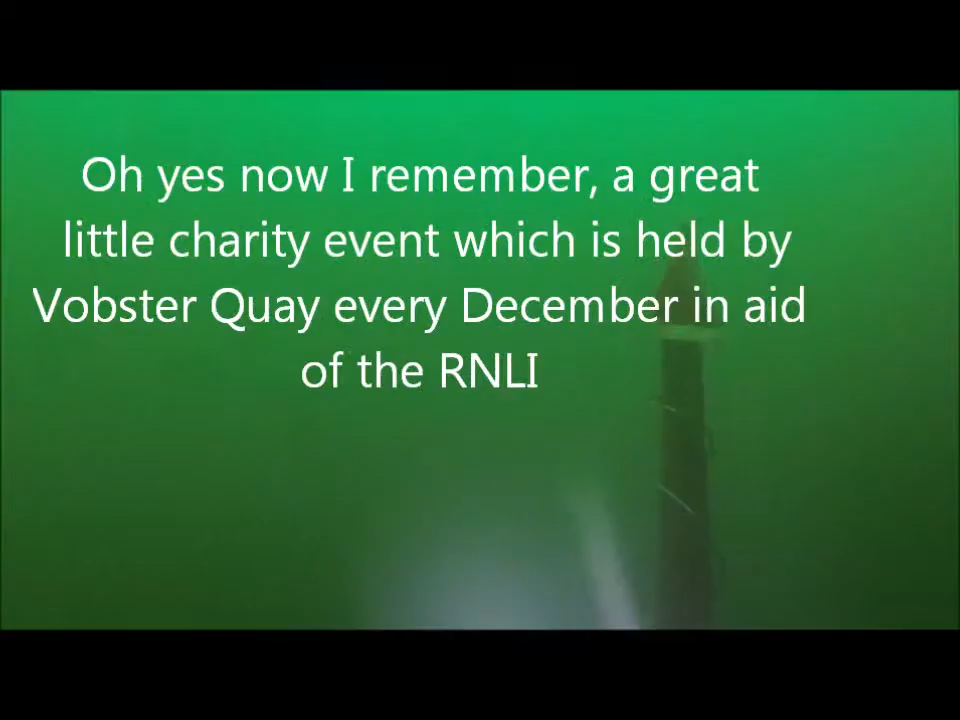 Oh yes now I remember, a great
little charity event which is held by
Vobster Quay every December in aid
of the RNLI